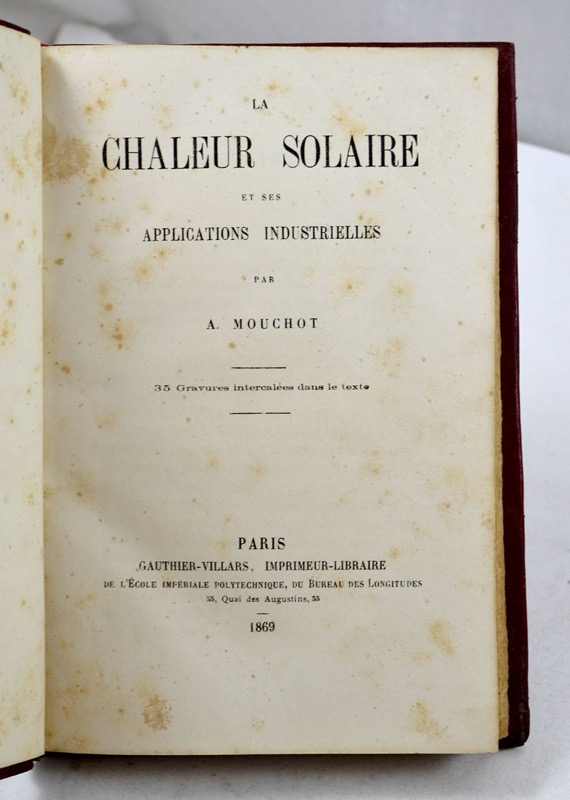 LA
CHALEUR SOLAIRE
ET SES
APPLICATIONS INDUSTRIELLES
PAR
A. MOUCHOT
35 Gravures intercalées dans le texte
PARIS
GAUTHIER-VILLARS, IMPRIMEUR-LIBRAIRE
DE L'ÉCOLE IMPÉRIALE POLYTECHNIQUE, DU BUREAU DES LONGITUDES
55, Quai des Augustins, 55
1869